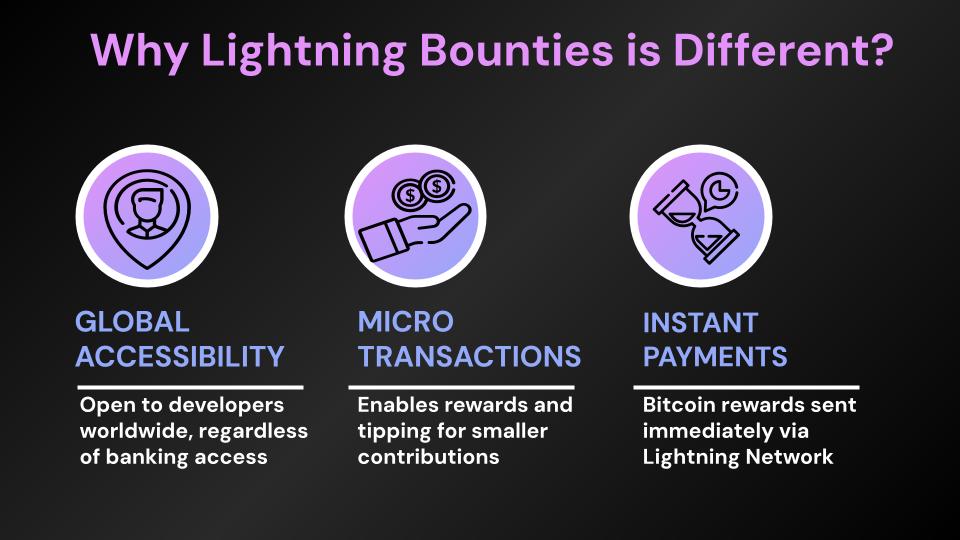 Why Lightning Bounties is Different?
$ $
GLOBAL
ACCESSIBILITY
Open to developers
worldwide, regardless
of banking access
MICRO
TRANSACTIONS
Enables rewards and
tipping for smaller
contributions
INSTANT
PAYMENTS
Bitcoin rewards sent
immediately via
Lightning Network